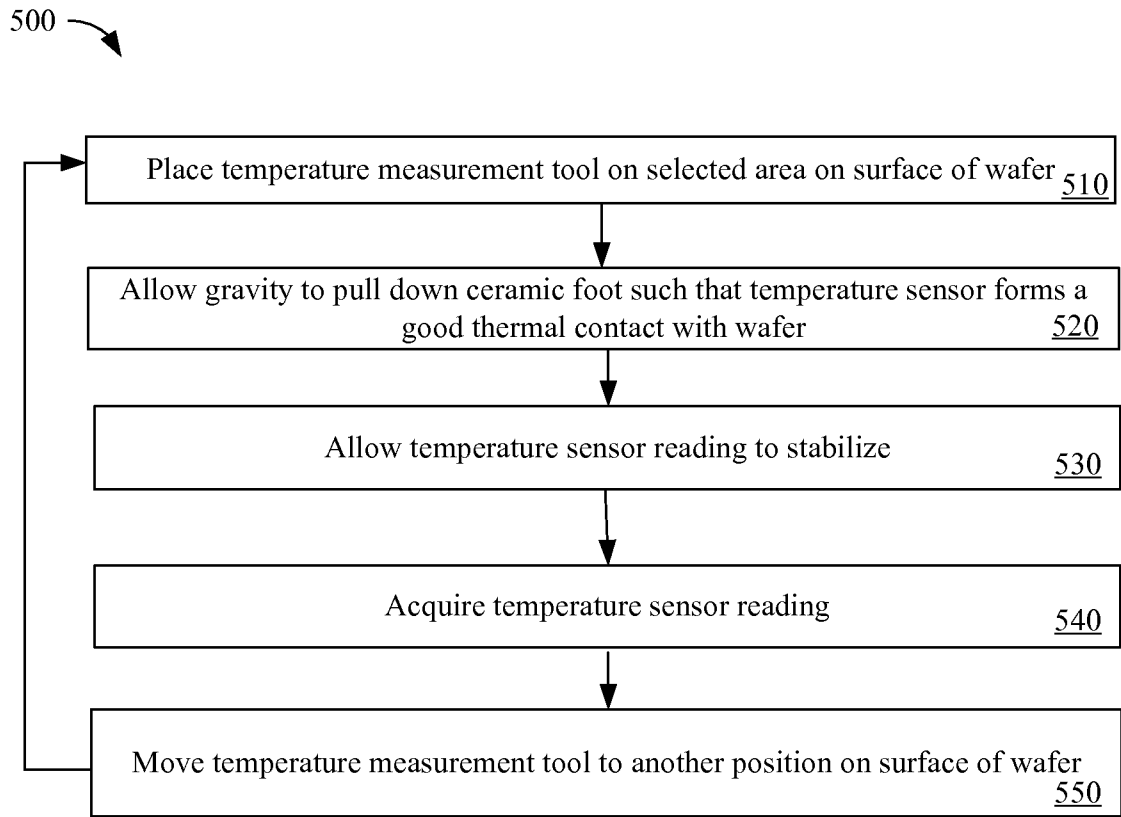 500
Place temperature measurement tool on selected area on surface of wafer
510
Allow gravity to pull down ceramic foot such that temperature sensor forms a
good thermal contact with wafer
520
Allow temperature sensor reading to stabilize
530
Acquire temperature sensor reading
540
Move temperature measurement tool to another position on surface of wafer
550